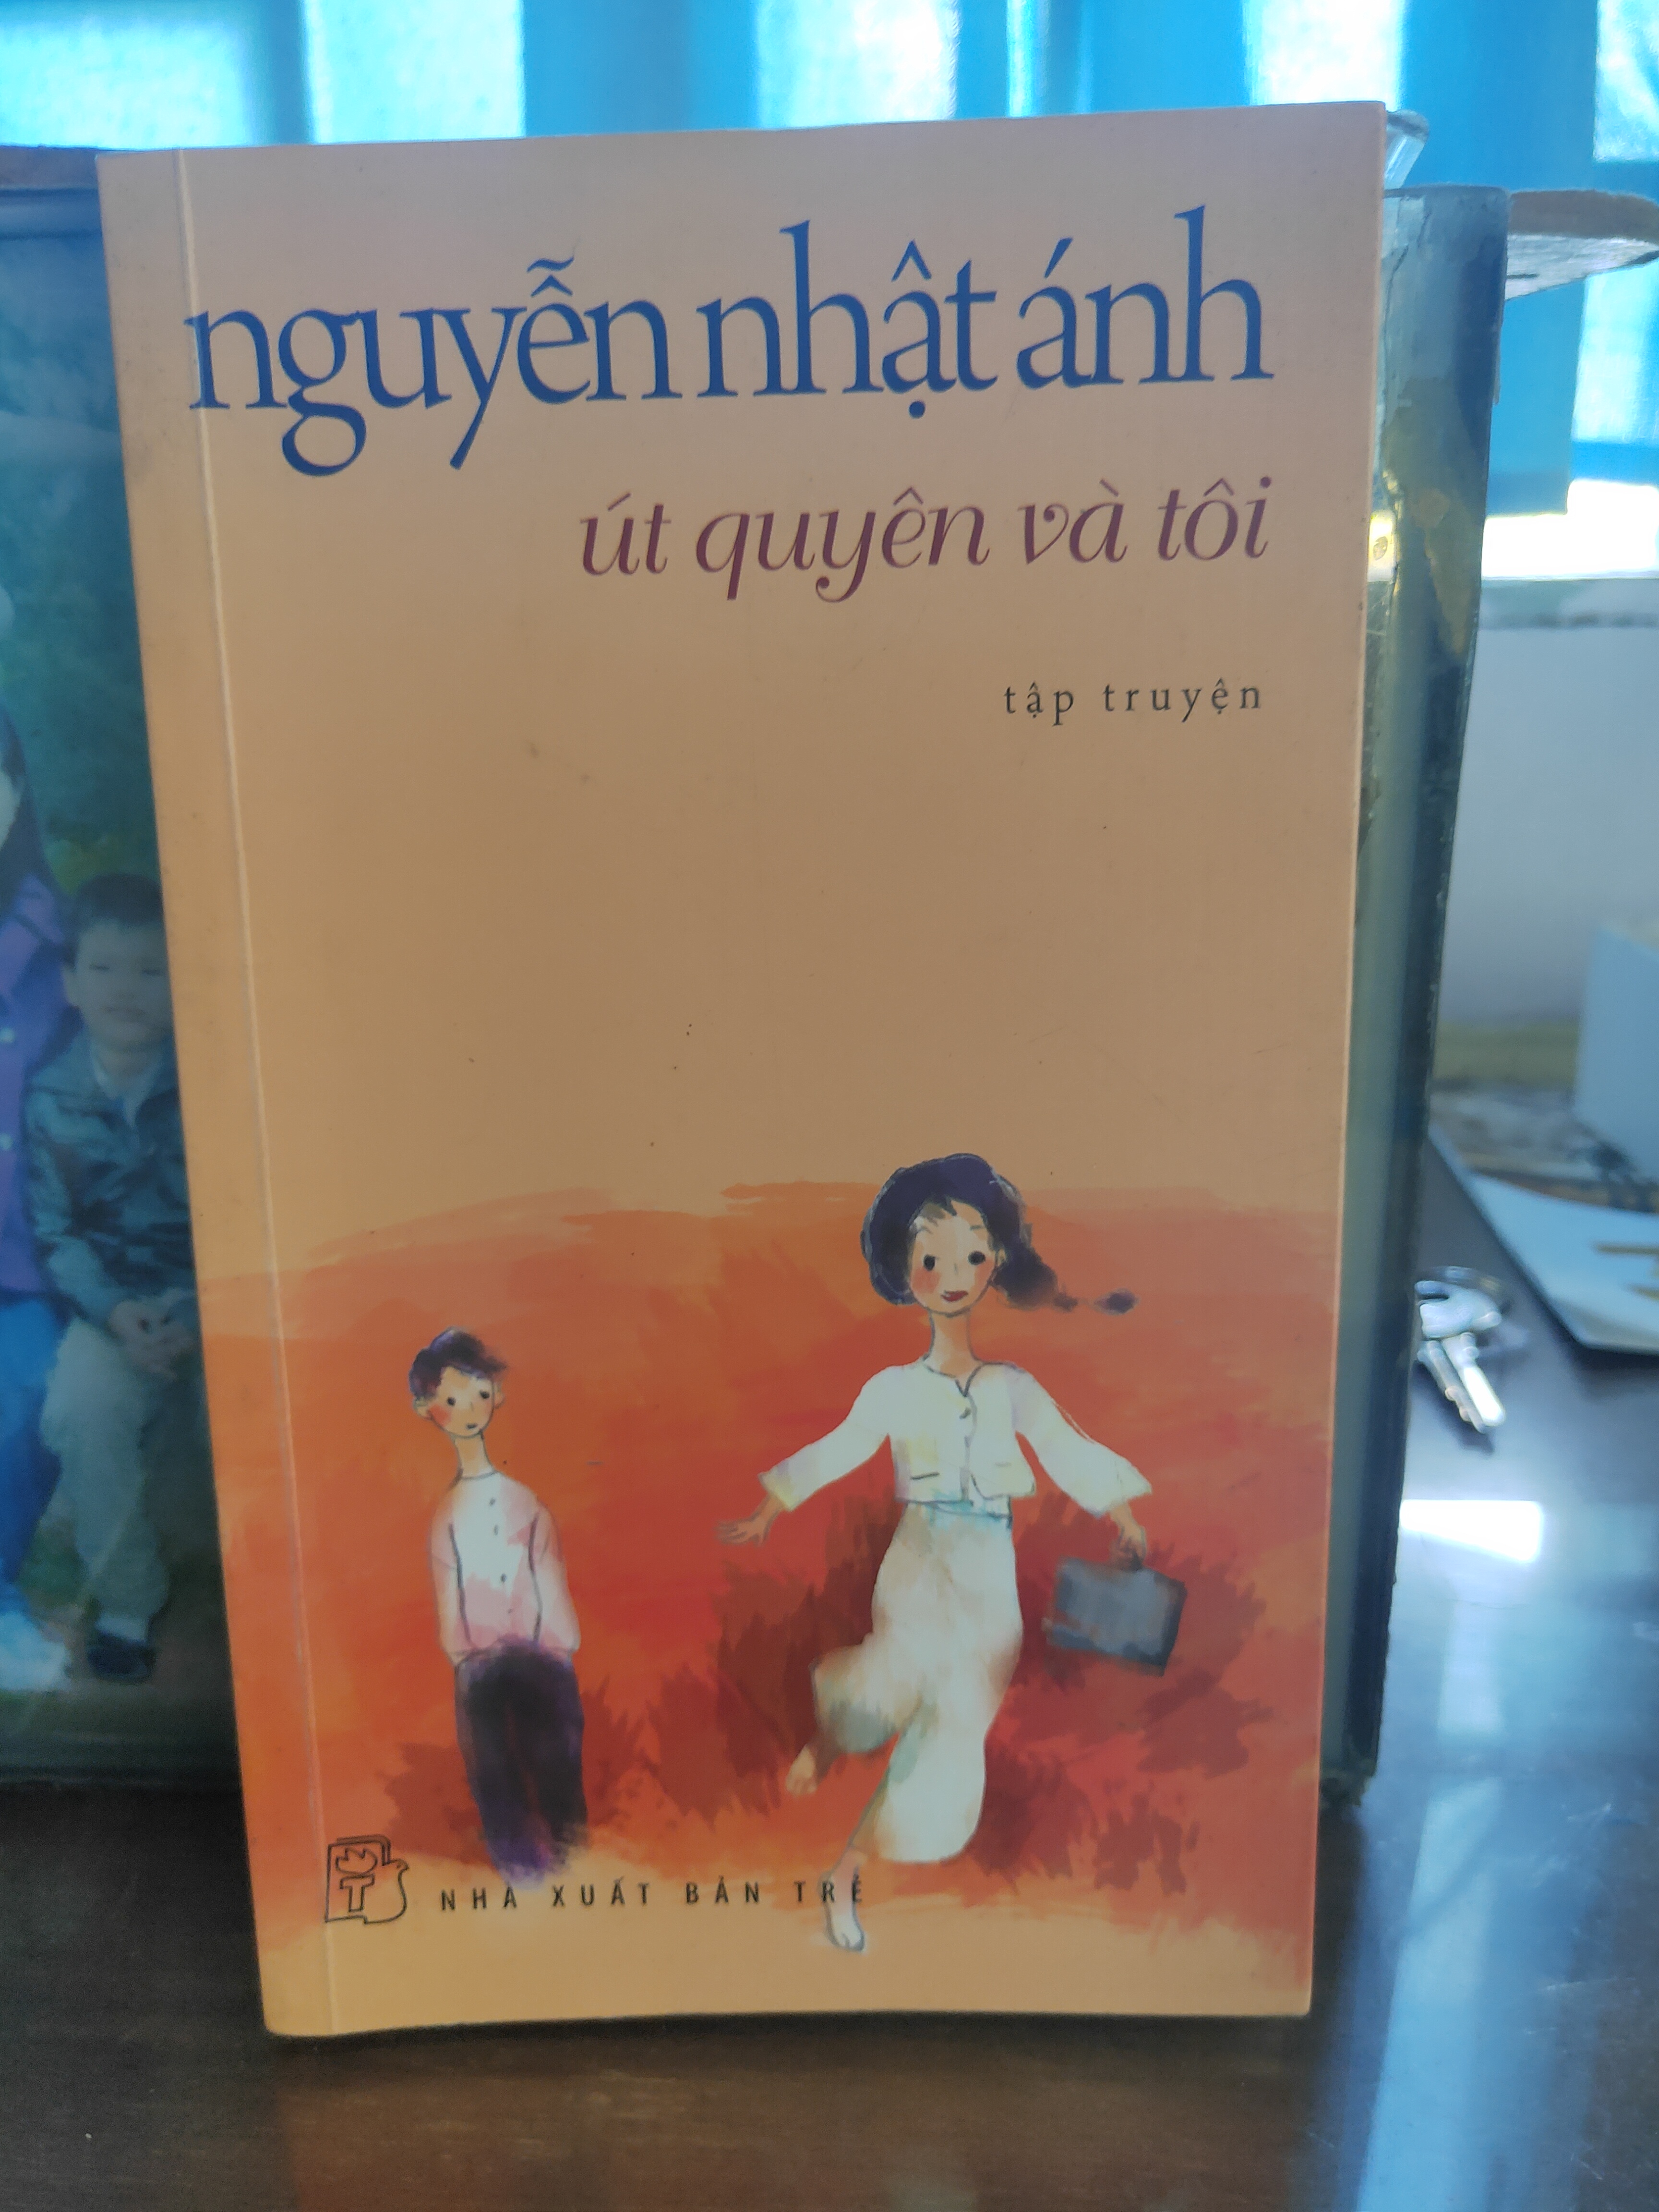 nguyễn nhật ánh
út quyên và tôi
tập truyện
T
NHÀ XUẤT BẢN TRẺ